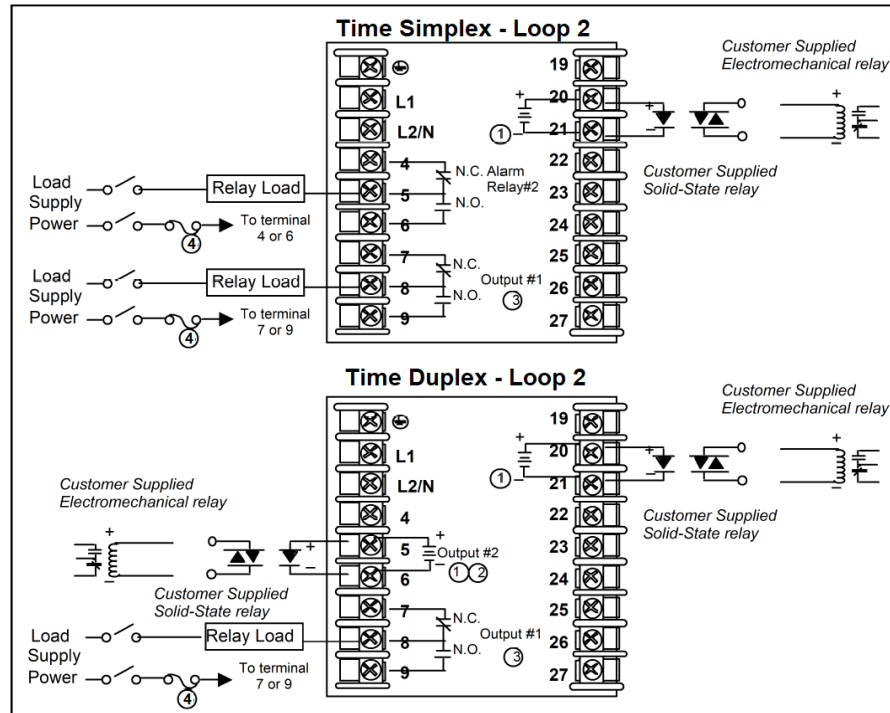 Time Simplex - Loop 2
Customer Supplied
Electromechanical relay
L1
L2/N
4
5
6
7
8
9
19
20
21
22
23
24
25
26
27
+
1
−
+
−
+
−
N.C. Alarm
Relay#2
N.O.
Customer Supplied
Solid-State relay
Load
Supply
Power
Relay Load
4
To terminal
4 or 6
Load
Supply
Power
Relay Load
4
To terminal
7 or 9
N.C.
Output #1
N.O.
3
Time Duplex - Loop 2
Customer Supplied
Electromechanical relay
L1
L2/N
4
5
6
7
8
9
19
20
21
22
23
24
25
26
27
+
1
−
+
−
+
−
Customer Supplied
Solid-State relay
Customer Supplied
Electromechanical relay
+
−
+
−
+
Output #2
−
1 2
Customer Supplied
Solid-State relay
Load
Supply
Power
Relay Load
4
To terminal
7 or 9
N.C.
Output #1
N.O.
3